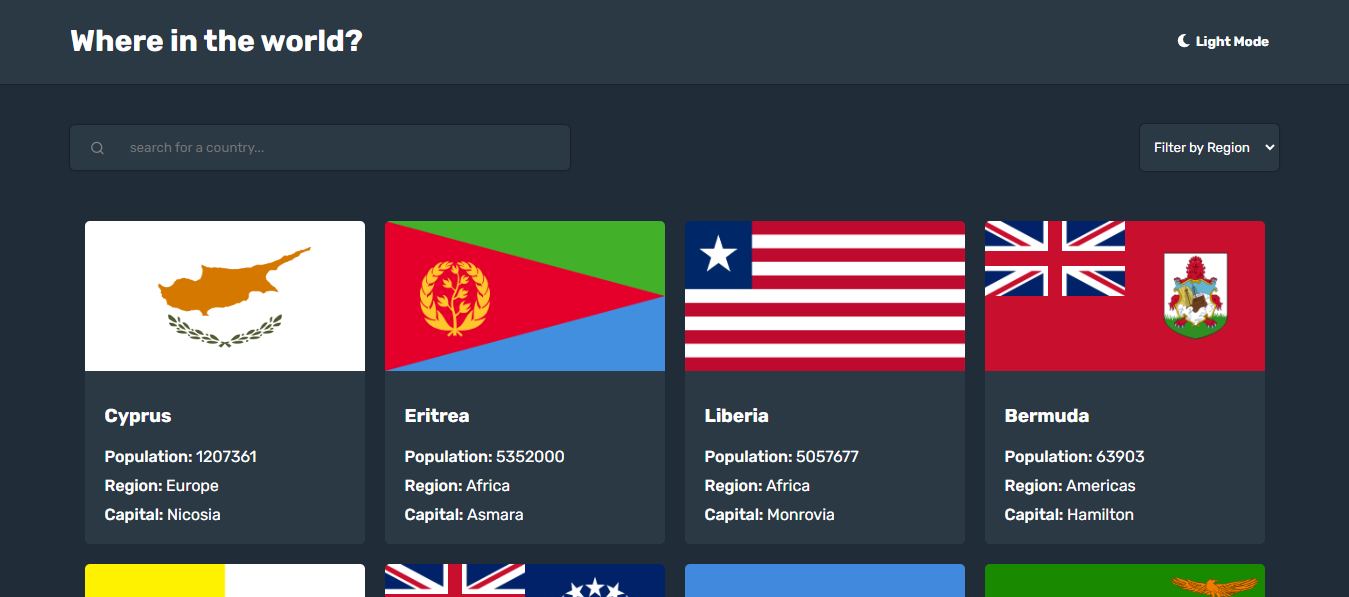 Where in the world?
Light Mode
search for a country...
Filter by Region
Cyprus
Population: 1207361
Region: Europe
Capital: Nicosia
Eritrea
Population: 5352000
Region: Africa
Capital: Asmara
Liberia
Population: 5057677
Region: Africa
Capital: Monrovia
Bermuda
Population: 63903
Region: Americas
Capital: Hamilton